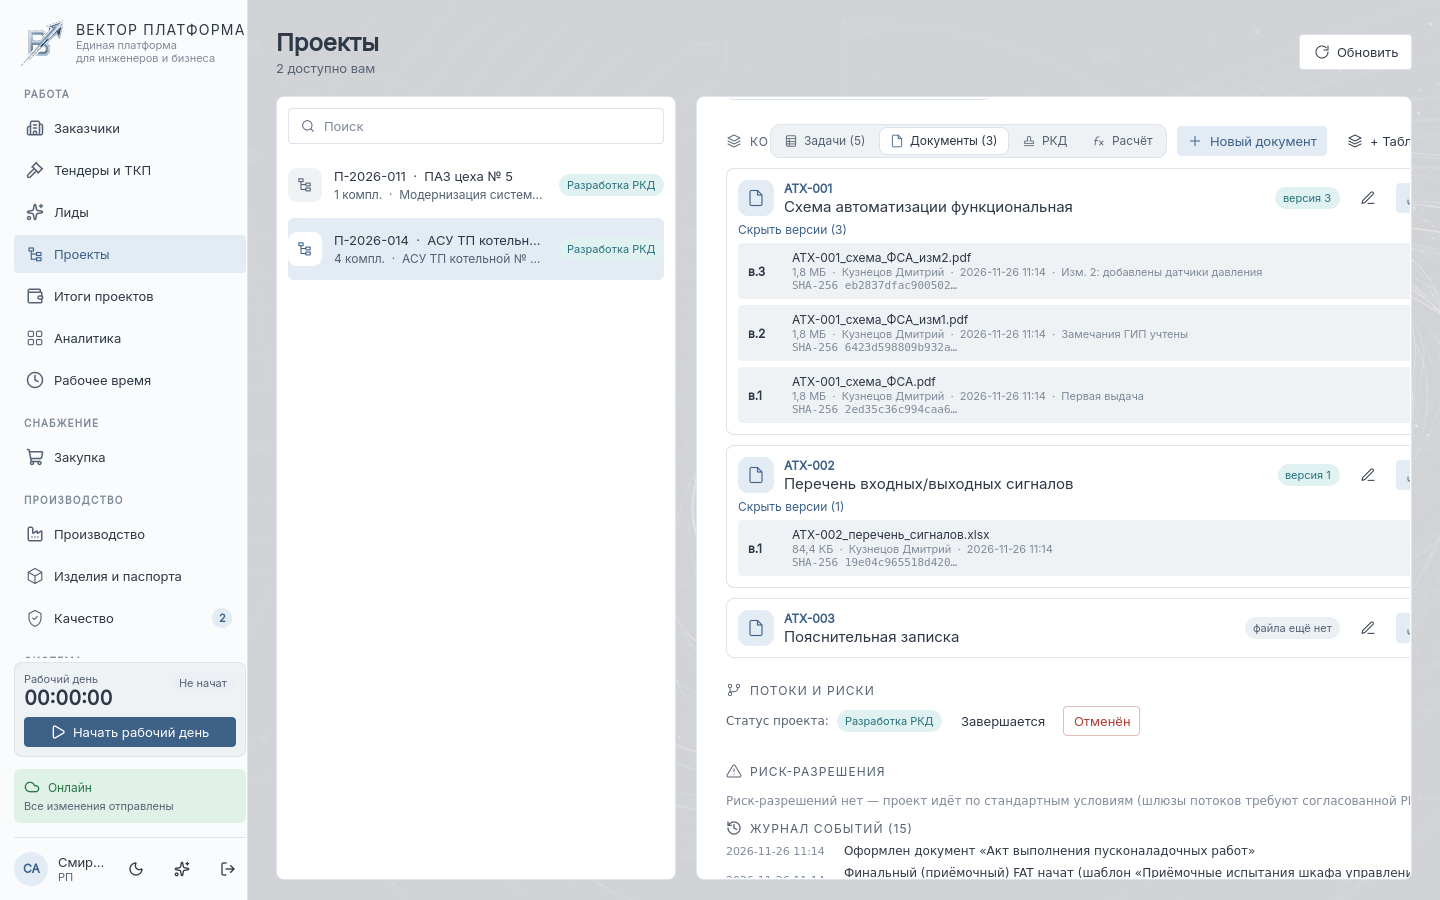 ВЕКТОР ПЛАТФОРМА
Единая платформа
для инженеров и бизнеса
РАБОТА
Заказчики
Тендеры и ТКП
Лиды
Проекты
Итоги проектов
Аналитика
Рабочее время
СНАБЖЕНИЕ
Закупка
ПРОИЗВОДСТВО
Производство
Изделия и паспорта
Качество 2
Рабочий день
Не начат
00:00:00
Начать рабочий день
Онлайн
Все изменения отправлены
СА
Смир...
РП
Проекты
2 доступно вам
Обновить
Поиск
П-2026-011 · ПАЗ цеха № 5
1 компл. · Модернизация систем...
Разработка РКД
П-2026-014 · АСУ ТП котельн...
4 компл. · АСУ ТП котельной № ...
Разработка РКД
КО
Задачи (5)
Документы (3)
РКД
Расчёт
Новый документ
+ Табл
АТХ-001
Схема автоматизации функциональная
версия 3
Скрыть версии (3)
в.3
АТХ-001_схема_ФСА_изм2.pdf
1,8 МБ · Кузнецов Дмитрий · 2026-11-26 11:14 · Изм. 2: добавлены датчики давления
SHA-256 eb2837dfac900502…
в.2
АТХ-001_схема_ФСА_изм1.pdf
1,8 МБ · Кузнецов Дмитрий · 2026-11-26 11:14 · Замечания ГИП учтены
SHA-256 6423d598809b932a…
в.1
АТХ-001_схема_ФСА.pdf
1,8 МБ · Кузнецов Дмитрий · 2026-11-26 11:14 · Первая выдача
SHA-256 2ed35c36c994caa6…
АТХ-002
Перечень входных/выходных сигналов
версия 1
Скрыть версии (1)
в.1
АТХ-002_перечень_сигналов.xlsx
84,4 КБ · Кузнецов Дмитрий · 2026-11-26 11:14
SHA-256 19e04c965518d420…
АТХ-003
Пояснительная записка
файла ещё нет
ПОТОКИ И РИСКИ
Статус проекта:
Разработка РКД
Завершается
Отменён
РИСК-РАЗРЕШЕНИЯ
Риск-разрешений нет — проект идёт по стандартным условиям (шлюзы потоков требуют согласованной
ЖУРНАЛ СОБЫТИЙ (15)
2026-11-26 11:14 Оформлен документ «Акт выполнения пусконаладочных работ»
Финальный (приёмочный) FAT начат (шаблон «Приёмочные испытания шкафа управлени